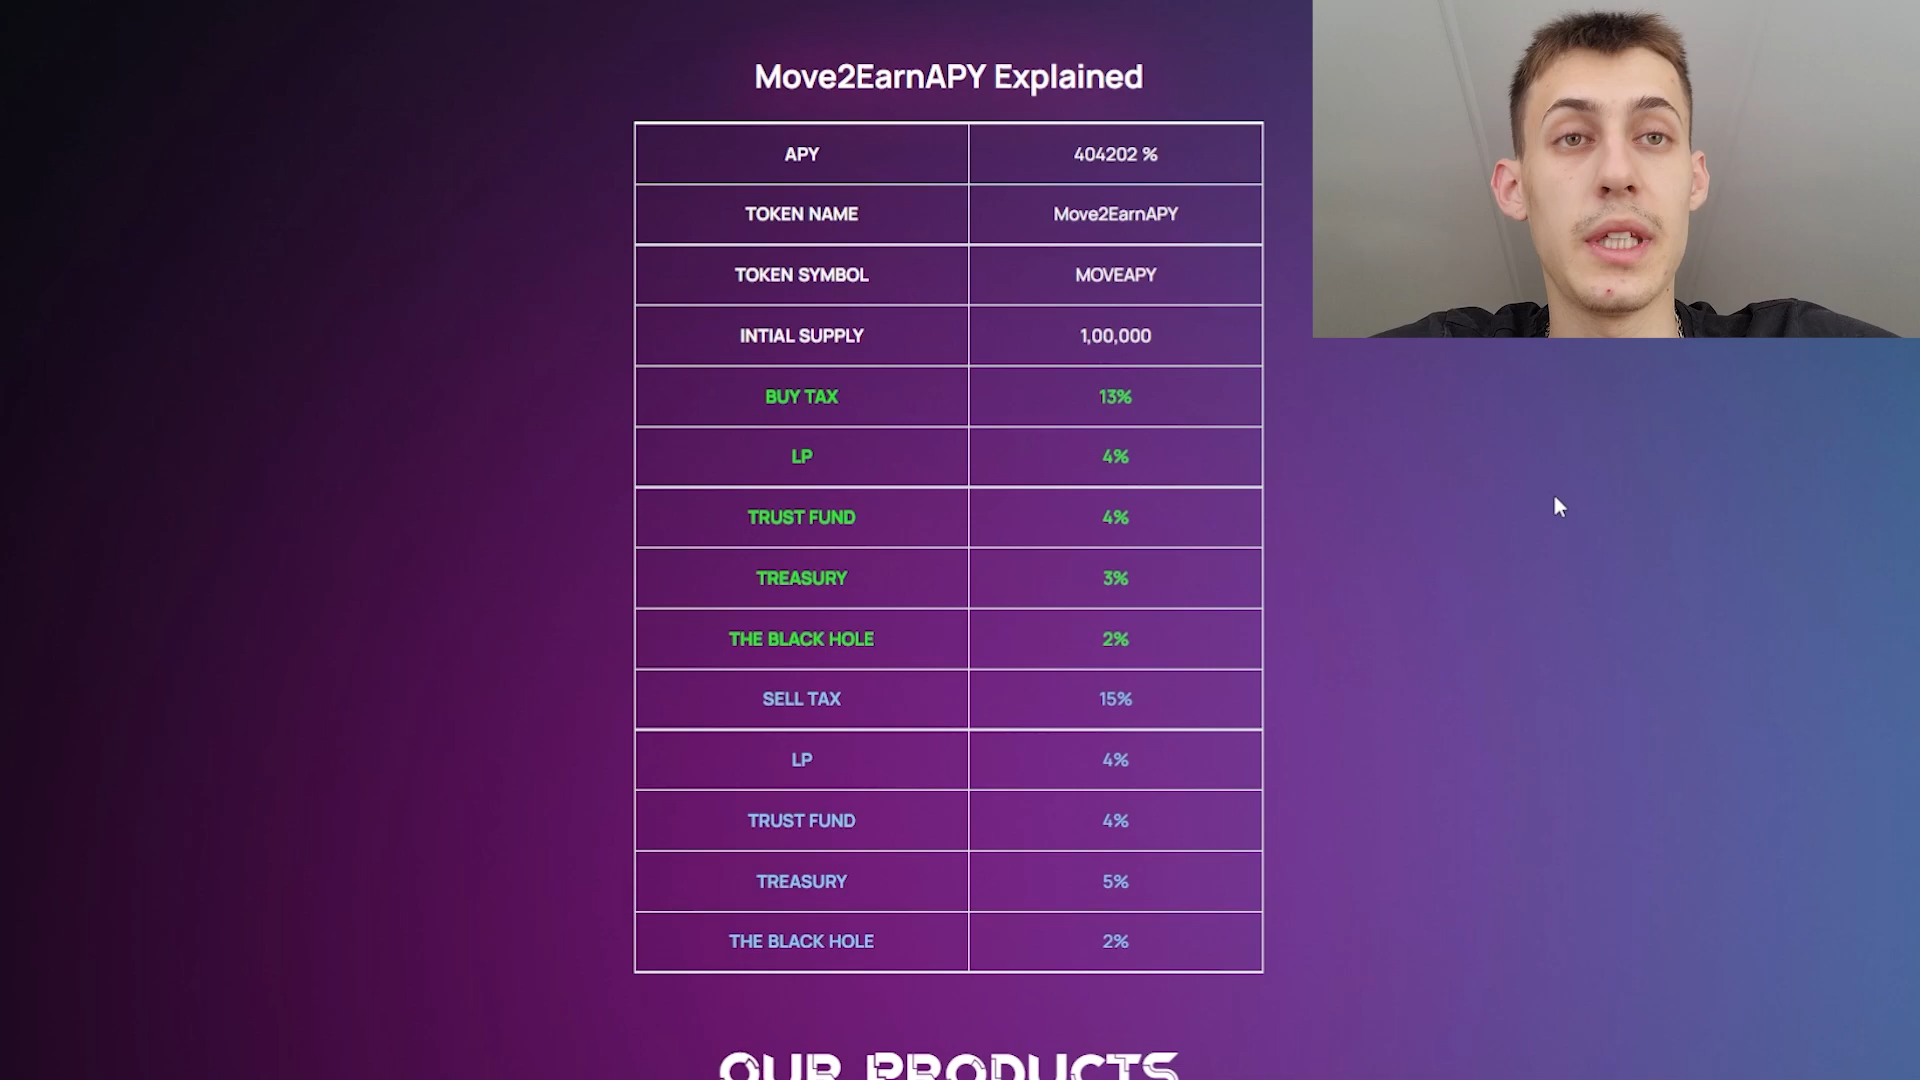 Move2EarnAPY Explained
APY 404202 %
TOKEN NAME Move2EarnAPY
TOKEN SYMBOL MOVEAPY
INTIAL SUPPLY 1,00,000
BUY TAX 13%
LP 4%
TRUST FUND 4%
TREASURY 3%
THE BLACK HOLE 2%
SELL TAX 15%
LP 4%
TRUST FUND 4%
TREASURY 5%
THE BLACK HOLE 2%
OUR PRODUCTS